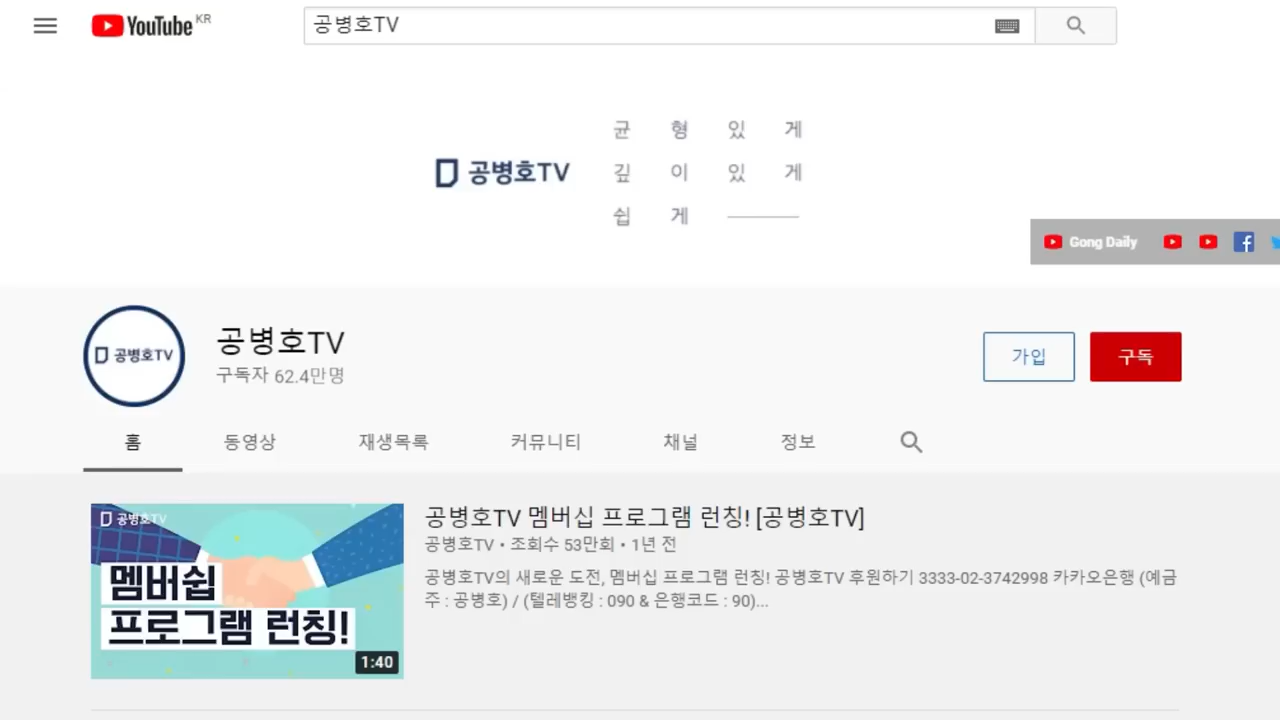 YouTube KR
공병호TV
균 형 있 게
공병호TV
깊 이 있 게
쉽 게
Gong Daily
공병호TV
공병호TV
구독자 62.4만명
가입
구독
홈
동영상
재생목록
커뮤니티
채널
정보
공병호TV
멤버쉽
프로그램 런칭!
1:40
공병호TV 멤버십 프로그램 런칭! [공병호TV]
공병호TV • 조회수 53만회 • 1년 전
공병호TV의 새로운 도전, 멤버십 프로그램 런칭! 공병호TV 후원하기 3333-02-3742998 카카오은행 (예금
주 : 공병호) / (텔레뱅킹 : 090 & 은행코드 : 90)...